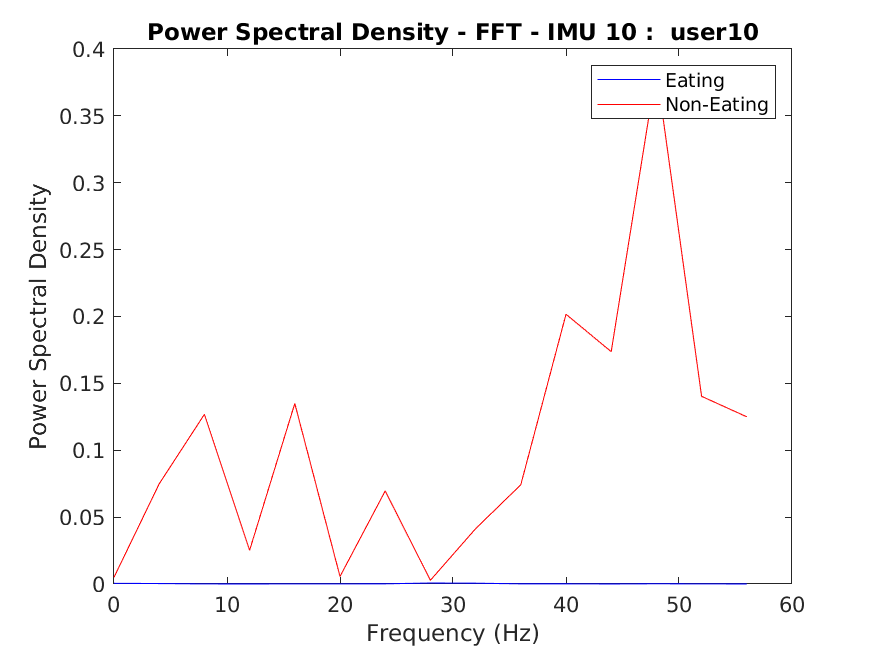 Power Spectral Density - FFT - IMU 10 :  user10
Eating
Non-Eating
Power Spectral Density
0.4
0.35
0.3
0.25
0.2
0.15
0.1
0.05
0
0 10 20 30 40 50 60
Frequency (Hz)